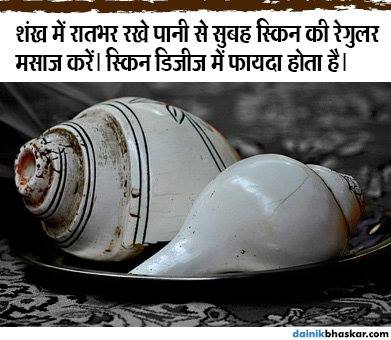 शंख में रातभर रखे पानी से सुबह स्किन की रेगुलर
मसाज करें। स्किन डिजीज में फायदा होता है।
dainikbhaskar.com